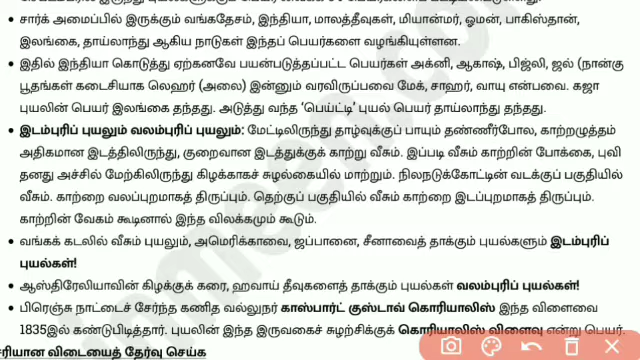 சார்க் அமைப்பில் இருக்கும் வங்கதேசம், இந்தியா, மாலத்தீவுகள், மியான்மர், ஓமன், பாகிஸ்தான்,
இலங்கை, தாய்லாந்து ஆகிய நாடுகள் இந்தப் பெயர்களை வழங்கியுள்ளன.
இதில் இந்தியா கொடுத்து ஏற்கனவே பயன்படுத்தப்பட்ட பெயர்கள் அக்னி, ஆகாஷ், பிஜ்லி, ஜல் (நான்கு
பூதங்கள் கடைசியாக லெஹர் (அலை) இன்னும் வரவிருப்பவை மேக், சாஹர், வாயு என்பவை. கஜா
புயலின் பெயர் இலங்கை தந்தது. அடுத்து வந்த 'பெய்ட்டி' புயல் பெயர் தாய்லாந்து தந்தது.
இடம்புரிப் புயலும் வலம்புரிப் புயலும்: மேட்டிலிருந்து தாழ்வுக்குப் பாயும் தண்ணீர்போல, காற்றழுத்தம்
அதிகமான இடத்திலிருந்து, குறைவான இடத்துக்குக் காற்று வீசும். இப்படி வீசும் காற்றின் போக்கை, புவி
தனது அச்சில் மேற்கிலிருந்து கிழக்காகச் சுழல்கையில் மாற்றும். நிலநடுக்கோட்டின் வடக்குப் பகுதியில்
வீசும். காற்றை வலப்புறமாகத் திருப்பும். தெற்குப் பகுதியில் வீசும் காற்றை இடப்புறமாகத் திருப்பும்.
காற்றின் வேகம் கூடினால் இந்த விலக்கமும் கூடும்.
வங்கக் கடலில் வீசும் புயலும், அமெரிக்காவை, ஜப்பானை, சீனாவைத் தாக்கும் புயல்களும் இடம்புரிப்
புயல்கள்!
ஆஸ்திரேலியாவின் கிழக்குக் கரை, ஹவாய் தீவுகளைத் தாக்கும் புயல்கள் வலம்புரிப் புயல்கள்!
பிரெஞ்சு நாட்டைச் சேர்ந்த கணித வல்லுநர் காஸ்பார்ட் குஸ்டாவ் கொரியாலிஸ் இந்த விளைவை
1835இல் கண்டுபிடித்தார். புயலின் இந்த இருவகைச் சுழற்சிக்குக் கொரியாலிஸ் விளைவு என்று பெயர்.
சரியான விடையைத் தேர்வு செய்க